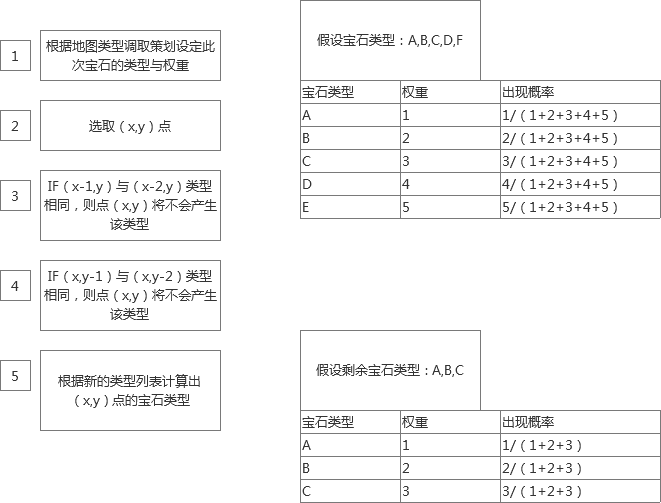 1
根据地图类型调取策划设定此
次宝石的类型与权重
2
选取（x,y）点
3
IF（x-1,y）与（x-2,y）类型
相同，则点（x,y）将不会产生
该类型
4
IF（x,y-1）与（x,y-2）类型
相同，则点（x,y）将不会产生
该类型
5
根据新的类型列表计算出
（x,y）点的宝石类型
假设宝石类型：A,B,C,D,F
宝石类型 权重 出现概率
A 1 1/（1+2+3+4+5）
B 2 2/（1+2+3+4+5）
C 3 3/（1+2+3+4+5）
D 4 4/（1+2+3+4+5）
E 5 5/（1+2+3+4+5）
假设剩余宝石类型：A,B,C
宝石类型 权重 出现概率
A 1 1/（1+2+3）
B 2 2/（1+2+3）
C 3 3/（1+2+3）